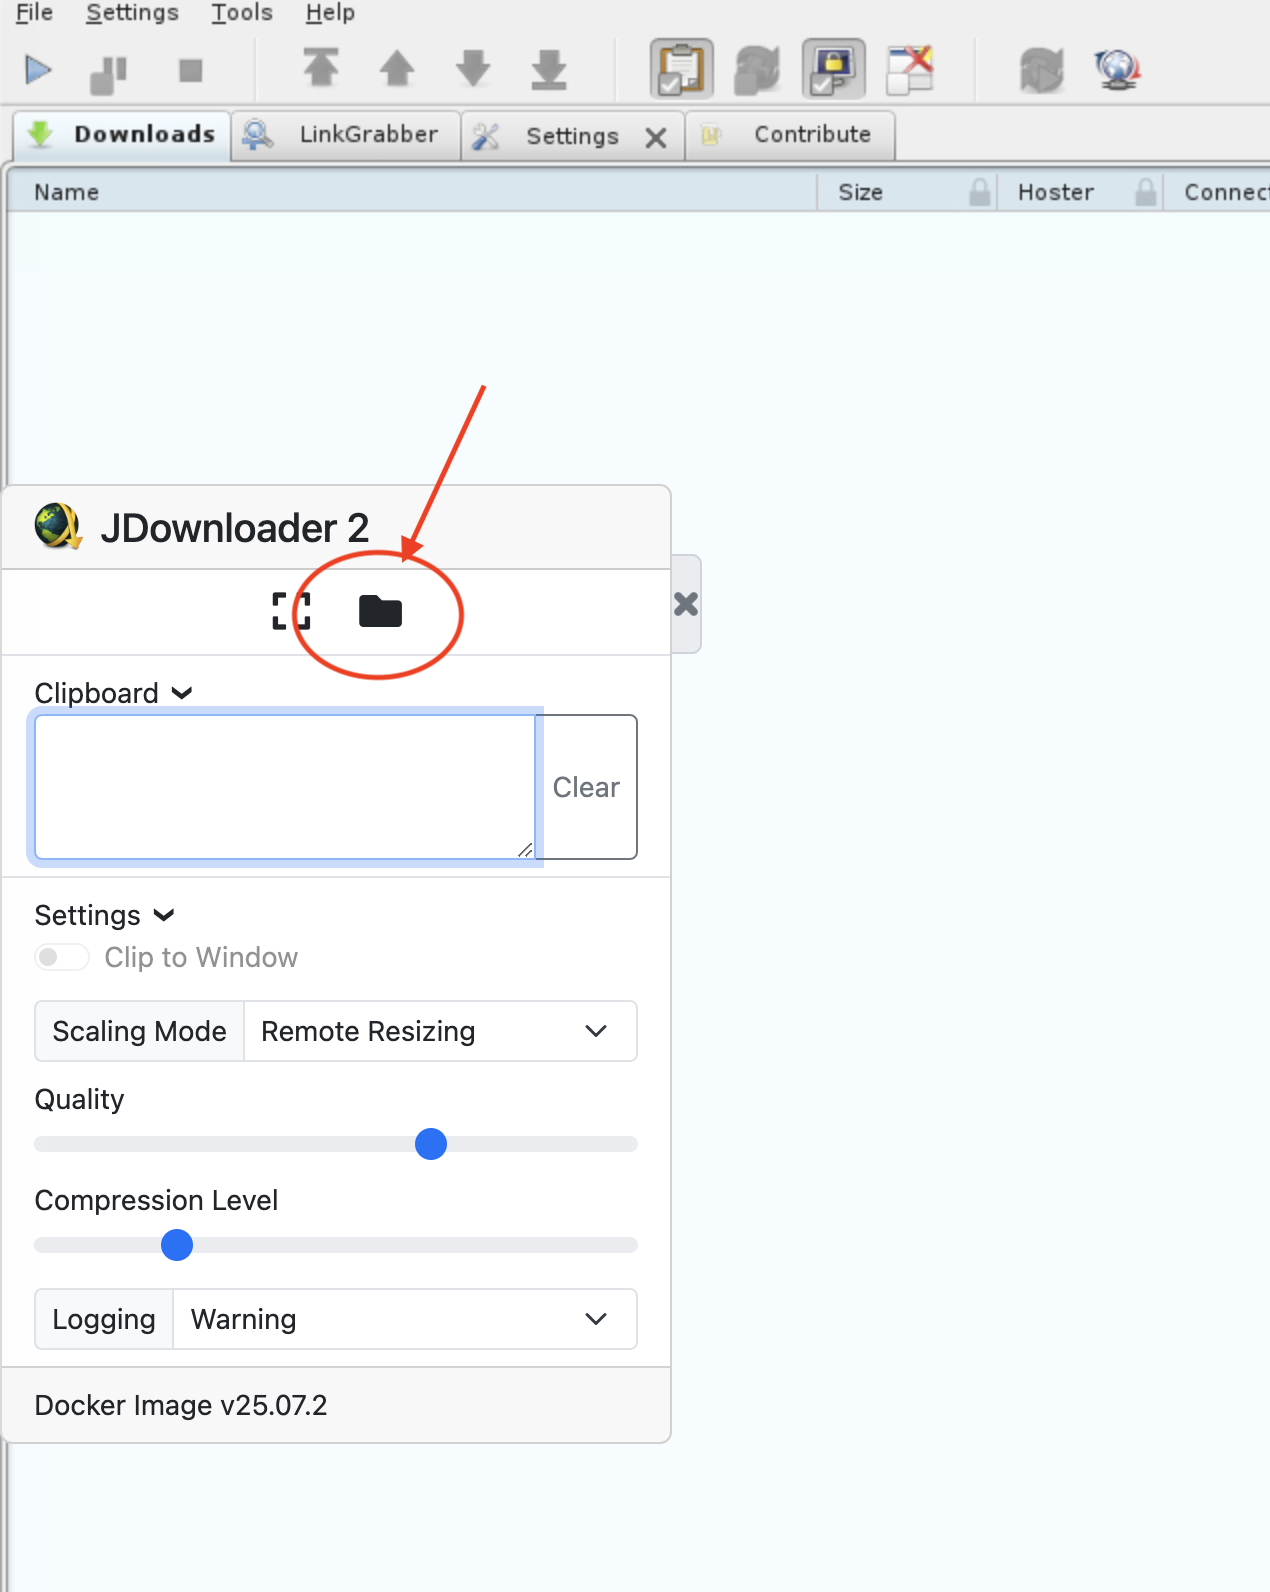 File Settings Tools Help
Downloads LinkGrabber Settings Contribute
Name Size Hoster Connect
JDownloader 2
Clipboard
Clear
Settings
Clip to Window
Scaling Mode Remote Resizing
Quality
Compression Level
Logging Warning
Docker Image v25.07.2